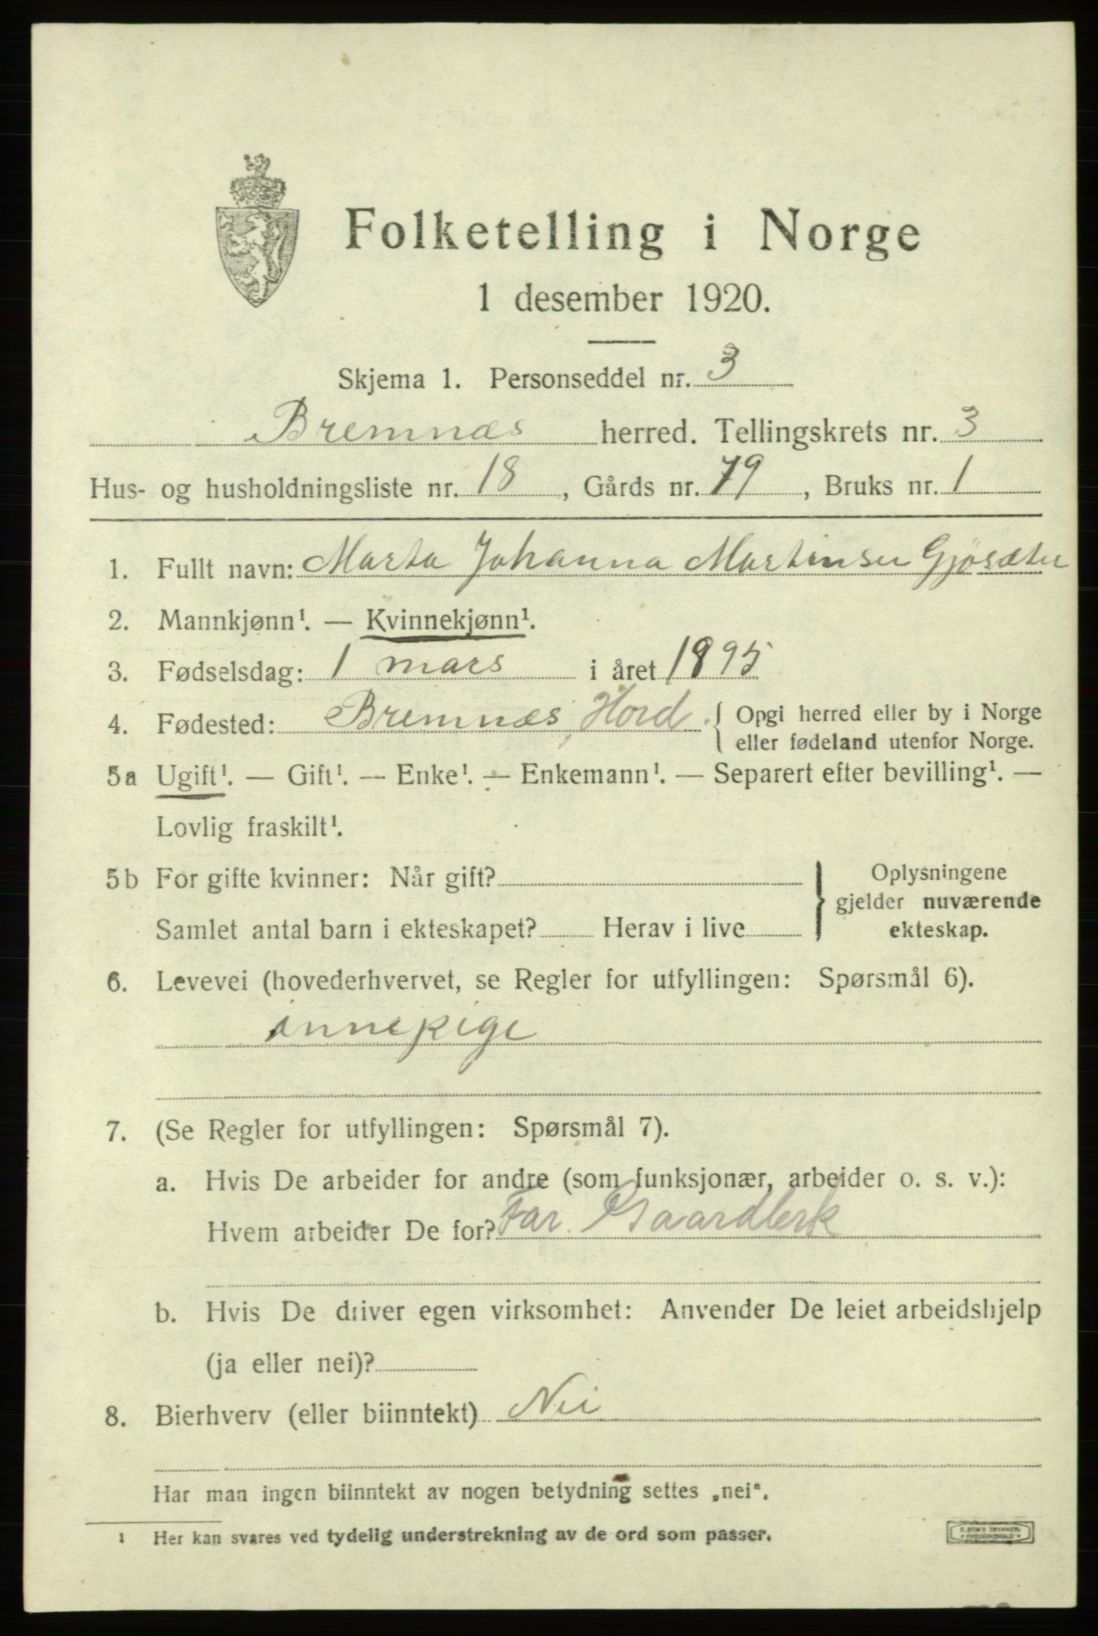 Folketelling i Norge
1 desember 1920.
Skjema 1. Personseddel nr. 3
Bremnæs herred. Tellingskrets nr. 3
Hus- og husholdningsliste nr. 18, Gårds nr. 79, Bruks nr. 1
1. Fullt navn: Marta Johanna Martinsen Gjøsæter
2. Mannkjønn¹. — Kvinnekjønn¹.
3. Fødselsdag: 1 mars i året 1895
4. Fødested: Bremnæs, Hord. { Opgi herred eller by i Norge
eller fødeland utenfor Norge.
5a Ugift¹. — Gift¹. — Enke¹. — Enkemann¹. — Separert efter bevilling¹. —
Lovlig fraskilt¹.
5b For gifte kvinner: Når gift?
Samlet antal barn i ekteskapet? Herav i live
} Oplysningene
gjelder nuværende
ekteskap.
6. Levevei (hovederhvervet, se Regler for utfyllingen: Spørsmål 6).
innepige
7. (Se Regler for utfyllingen: Spørsmål 7).
a. Hvis De arbeider for andre (som funksjonær, arbeider o. s. v.):
Hvem arbeider De for? Far.
b. Hvis De driver egen virksomhet: Anvender De leiet arbeidshjelp
(ja eller nei)?
8. Bierhverv (eller biinntekt) Nei
Har man ingen biinntekt av nogen betydning settes „nei".
¹ Her kan svares ved tydelig understrekning av de ord som passer.